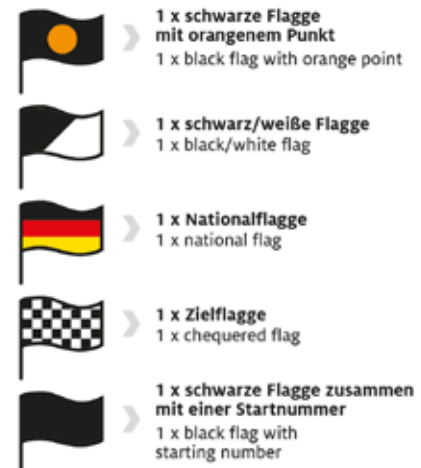 1 x schwarze Flagge
mit orangenem Punkt
1 x black flag with orange point
1 x schwarz/weiße Flagge
1 x black/white flag
1 x Nationalflagge
1 x national flag
1 x Zielflagge
1 x chequered flag
1 x schwarze Flagge zusammen
mit einer Startnummer
1 x black flag with
starting number